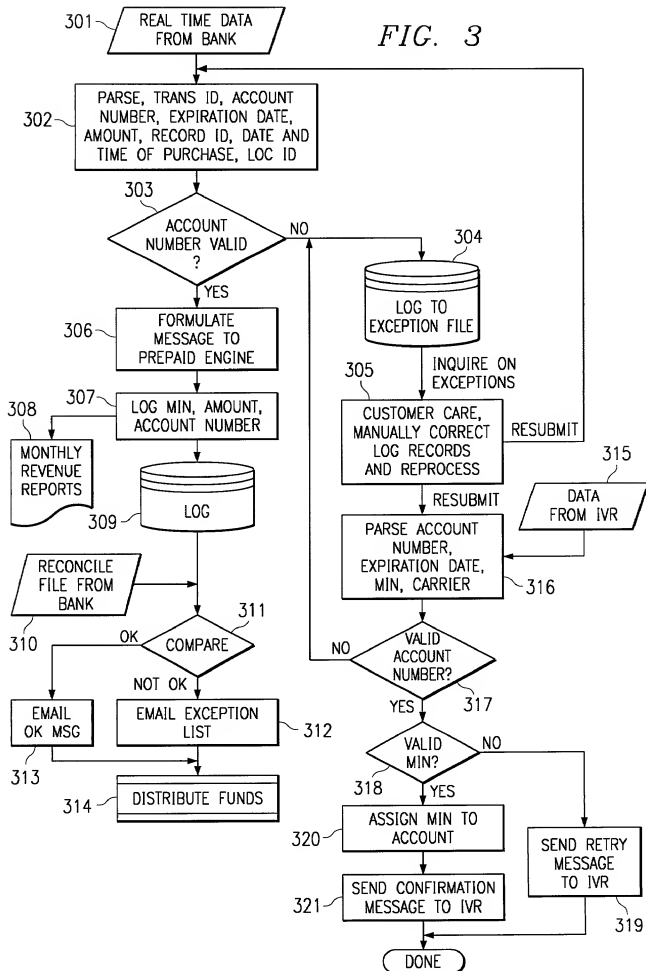 FIG. 3
301
REAL TIME DATA
FROM BANK
302
PARSE, TRANS ID, ACCOUNT
NUMBER, EXPIRATION DATE,
AMOUNT, RECORD ID, DATE AND
TIME OF PURCHASE, LOC ID
303
ACCOUNT
NUMBER VALID
?
NO
YES
304
LOG TO
EXCEPTION FILE
INQUIRE ON
EXCEPTIONS
305
CUSTOMER CARE,
MANUALLY CORRECT
LOG RECORDS
AND REPROCESS
RESUBMIT
RESUBMIT
306
FORMULATE
MESSAGE TO
PREPAID ENGINE
307
LOG MIN, AMOUNT,
ACCOUNT NUMBER
308
MONTHLY
REVENUE
REPORTS
309
LOG
RECONCILE
FILE FROM
BANK
310
311
COMPARE
OK
NOT OK
EMAIL
OK MSG
313
EMAIL EXCEPTION
LIST
312
314
DISTRIBUTE FUNDS
315
DATA
FROM IVR
PARSE ACCOUNT
NUMBER,
EXPIRATION DATE,
MIN, CARRIER
316
VALID
ACCOUNT
NUMBER?
317
NO
YES
VALID
MIN?
318
NO
YES
320
ASSIGN MIN TO
ACCOUNT
SEND RETRY
MESSAGE
TO IVR
319
321
SEND CONFIRMATION
MESSAGE TO IVR
DONE